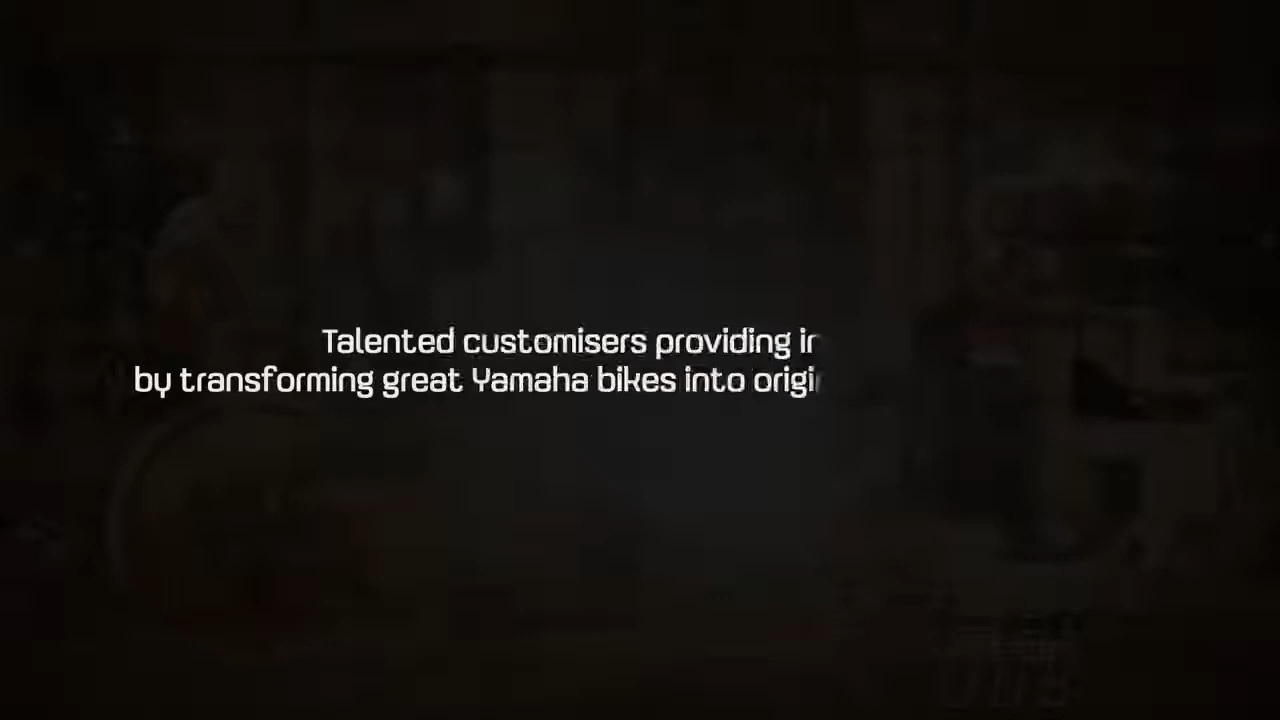 Talented customisers providing
by transforming great Yamaha bikes into